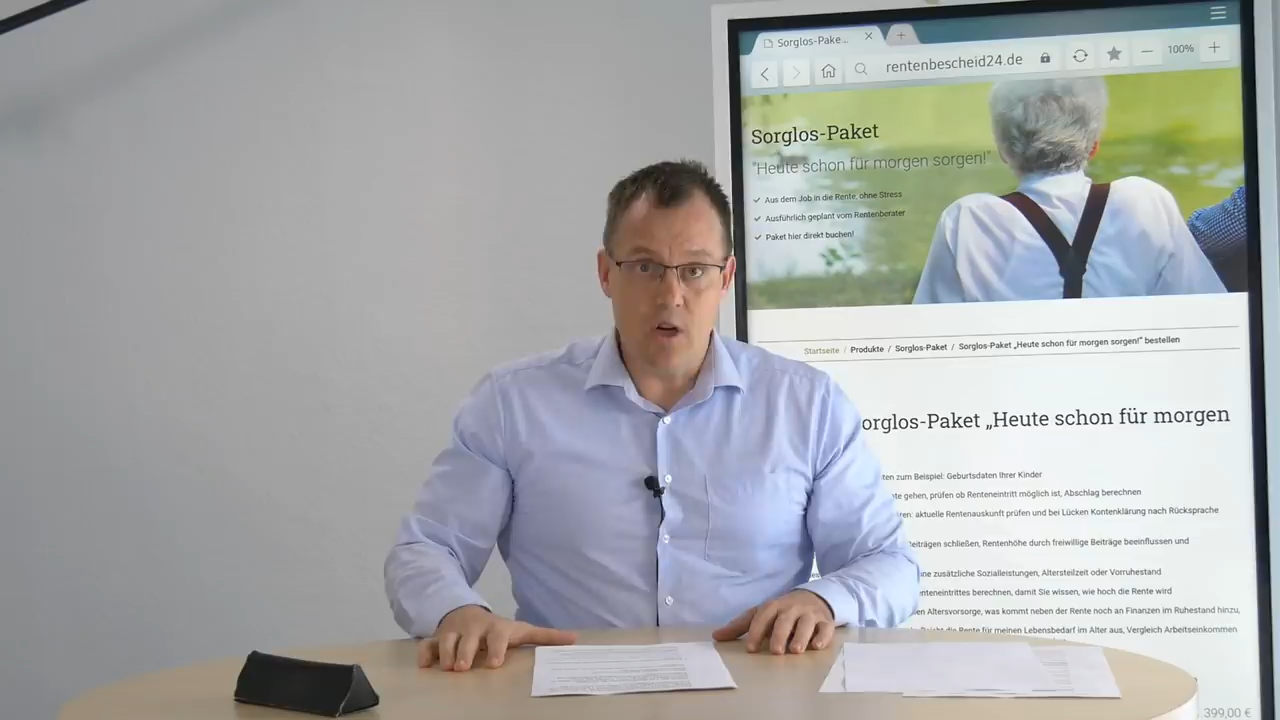 Sorglos-Pake...
rentenbescheid24.de
100%
Sorglos-Paket
"Heute schon für morgen sorgen!"
Aus dem Job in die Rente, ohne Stress
Ausführlich geplant vom Rentenberater
Paket hier direkt buchen!
Startseite / Produkte / Sorglos-Paket / Sorglos-Paket „Heute schon für morgen sorgen!" bestellen
orglos-Paket „Heute schon für morgen
ten zum Beispiel: Geburtsdaten Ihrer Kinder
te gehen, prüfen ob Renteneintritt möglich ist, Abschlag berechnen
ren: aktuelle Rentenauskunft prüfen und bei Lücken Kontenklärung nach Rücksprache
Beiträgen schließen, Rentenhöhe durch freiwillige Beiträge beeinflussen und
ne zusätzliche Sozialleistungen, Altersteilzeit oder Vorruhestand
nteneintrittes berechnen, damit Sie wissen, wie hoch die Rente wird
en Altersvorsorge, was kommt neben der Rente noch an Finanzen im Ruhestand hinzu,
die Rente für meinen Lebensbedarf im Alter aus, Vergleich Arbeitseinkommen
399,00 €